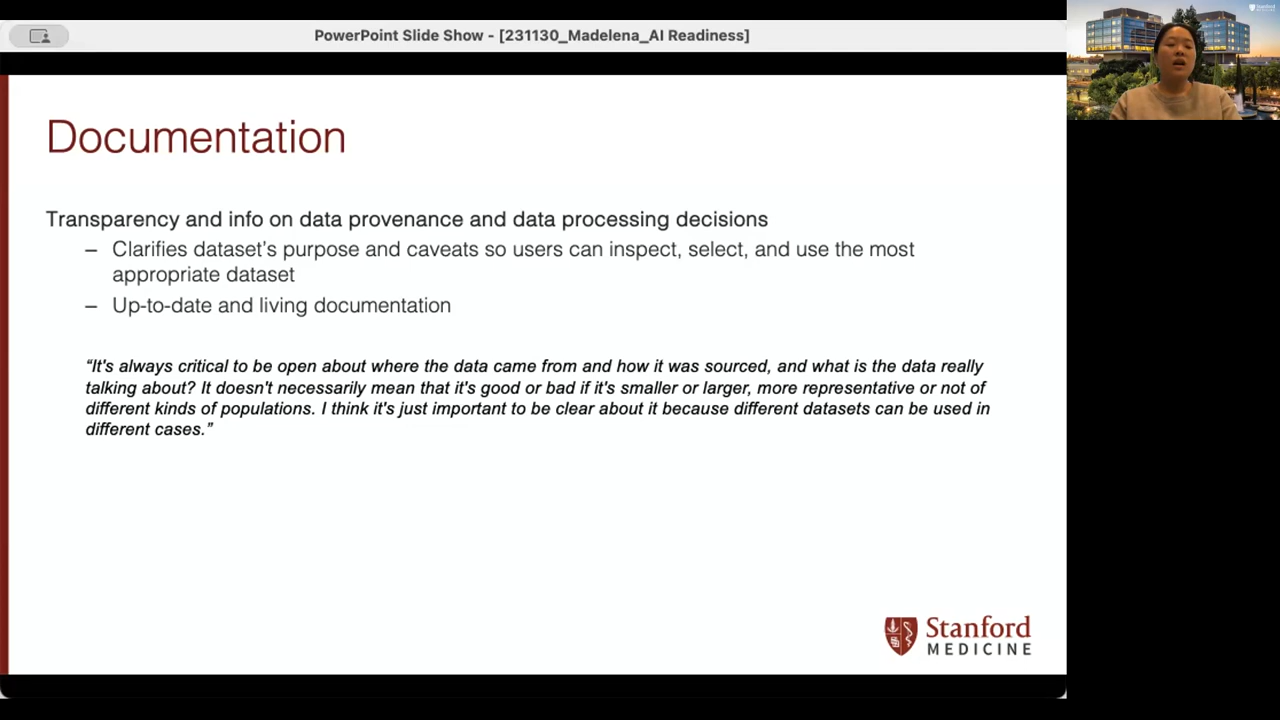 PowerPoint Slide Show - [231130_Madelena_AI Readiness]
Stanford
MEDICINE
Documentation
Transparency and info on data provenance and data processing decisions
– Clarifies dataset's purpose and caveats so users can inspect, select, and use the most
appropriate dataset
– Up-to-date and living documentation
“It's always critical to be open about where the data came from and how it was sourced, and what is the data really
talking about? It doesn't necessarily mean that it's good or bad if it's smaller or larger, more representative or not of
different kinds of populations. I think it's just important to be clear about it because different datasets can be used in
different cases.”
Stanford
MEDICINE